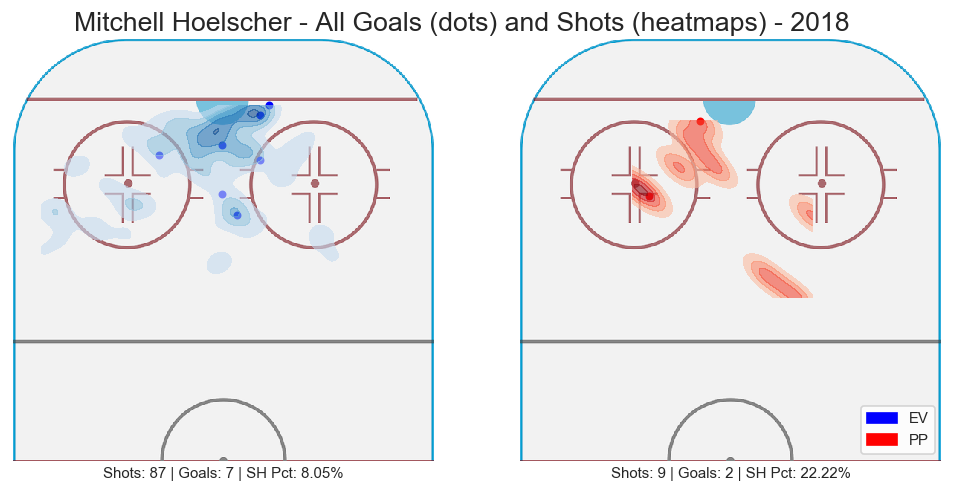 Mitchell Hoelscher - All Goals (dots) and Shots (heatmaps) - 2018
EV
PP
Shots: 87 | Goals: 7 | SH Pct: 8.05%
Shots: 9 | Goals: 2 | SH Pct: 22.22%